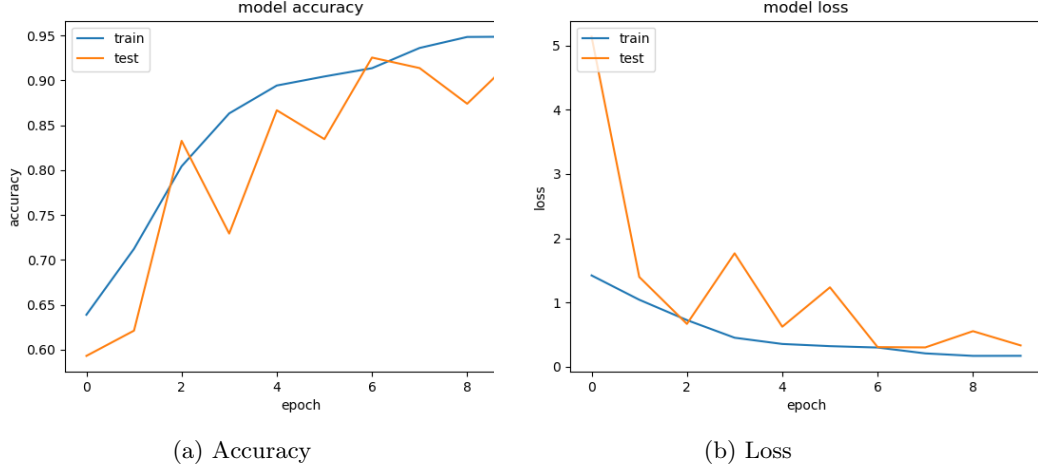 model accuracy
train
test
0.95
0.90
0.85
0.80
0.75
0.70
0.65
0.60
accuracy
0 2 4 6 8
epoch
(a) Accuracy
model loss
train
test
5
4
3
2
1
0
loss
0 2 4 6 8
epoch
(b) Loss